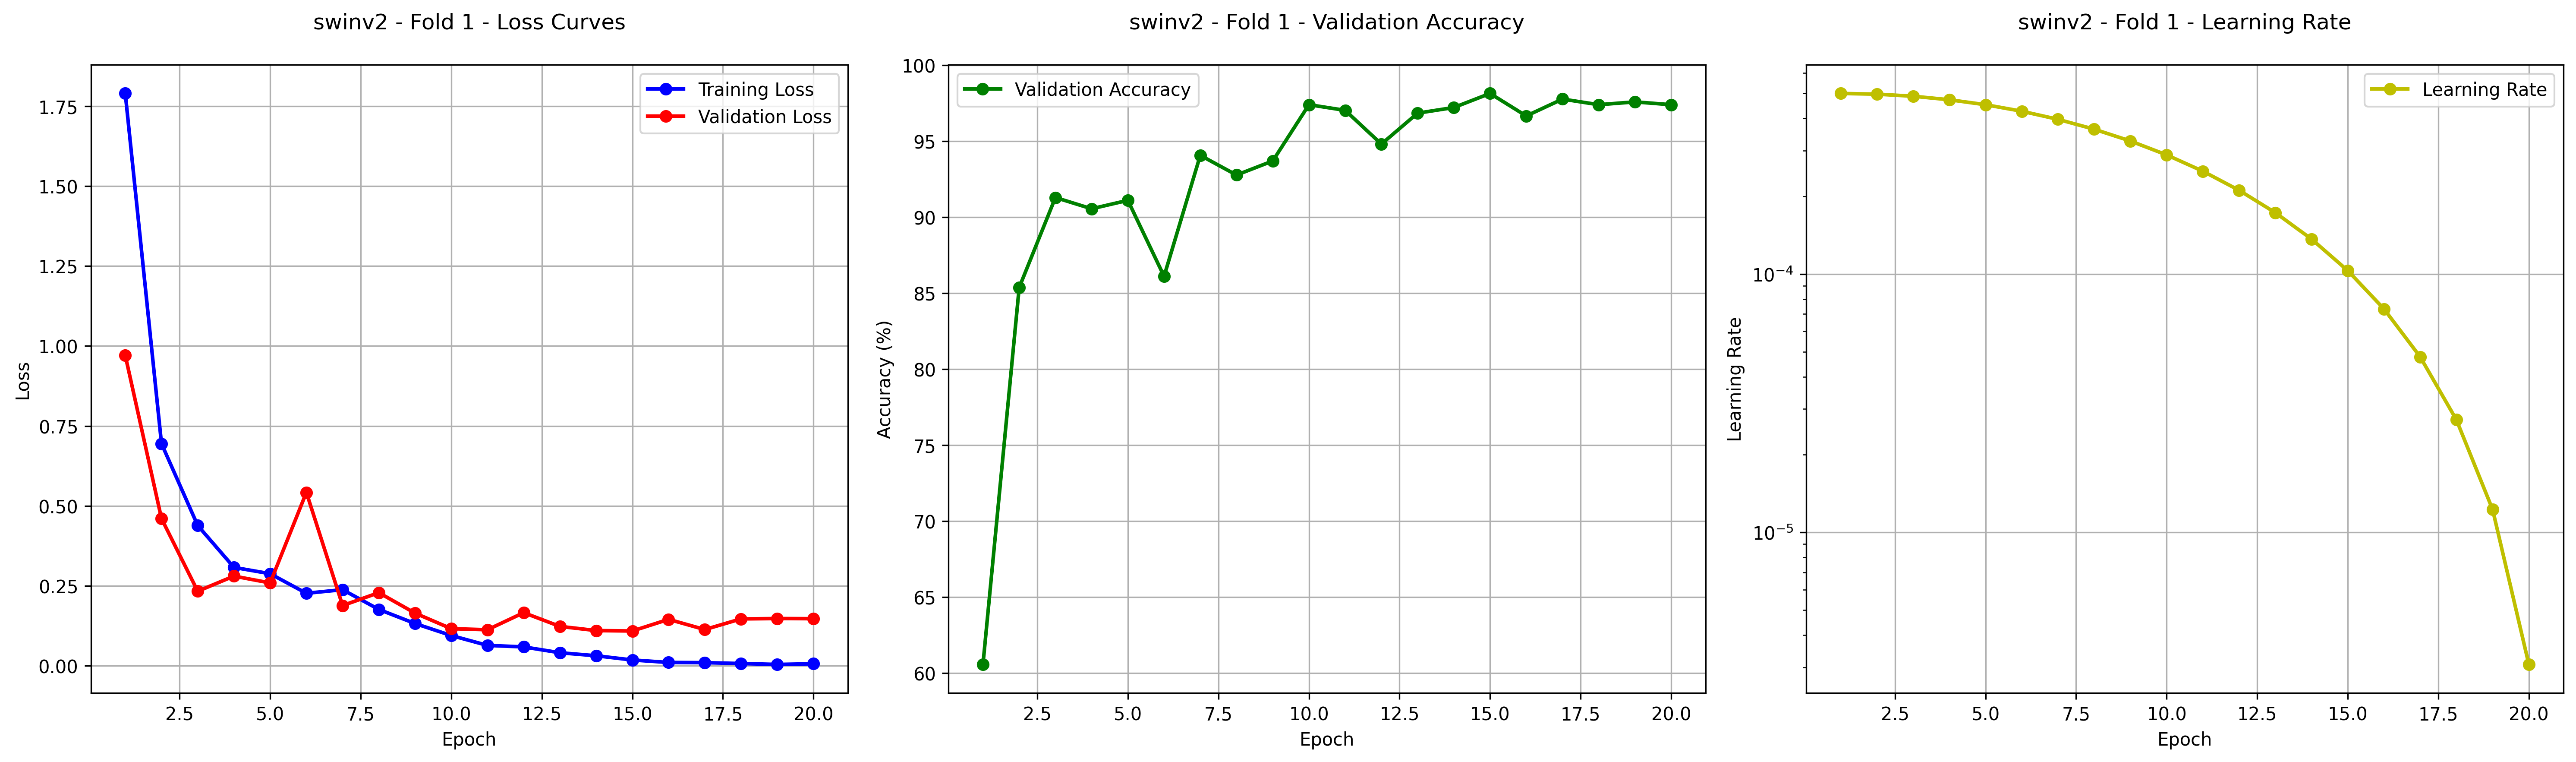 swinv2 - Fold 1 - Loss Curves
Training Loss
Validation Loss
Loss
1.75
1.50
1.25
1.00
0.75
0.50
0.25
0.00
2.5 5.0 7.5 10.0 12.5 15.0 17.5 20.0
Epoch
swinv2 - Fold 1 - Validation Accuracy
Validation Accuracy
Accuracy (%)
100
95
90
85
80
75
70
65
60
2.5 5.0 7.5 10.0 12.5 15.0 17.5 20.0
Epoch
swinv2 - Fold 1 - Learning Rate
Learning Rate
Learning Rate
10⁻⁴
10⁻⁵
2.5 5.0 7.5 10.0 12.5 15.0 17.5 20.0
Epoch